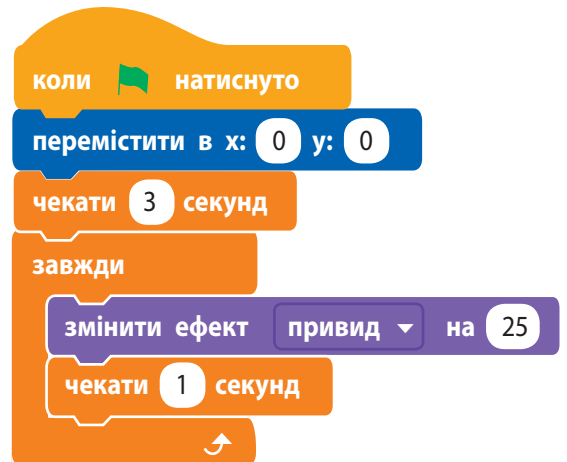 коли натиснуто
перемістити в x: 0 y: 0
чекати 3 секунд
завжди
змінити ефект привид на 25
чекати 1 секунд